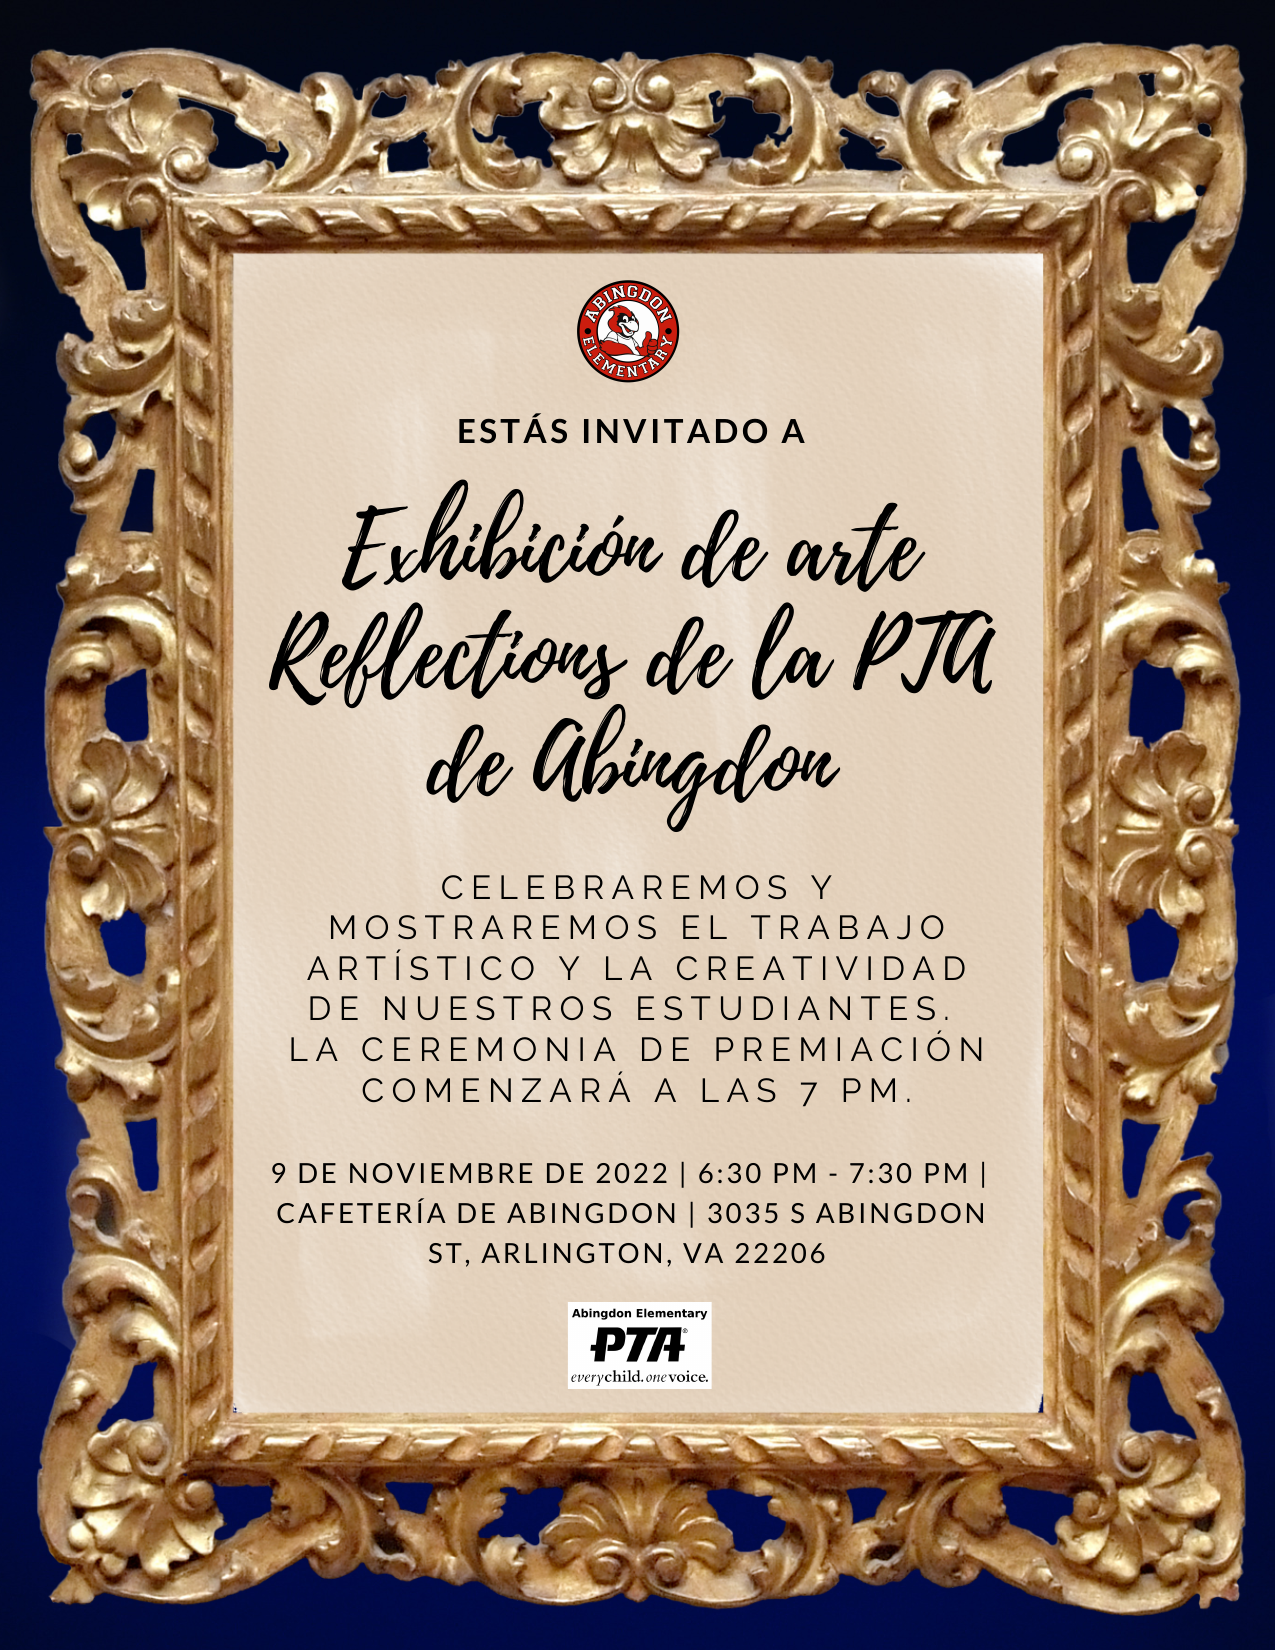 ABINGDON
ELEMENTARY
ESTÁS INVITADO A
Exhibición de arte
Reflections de la PTA
de Abingdon
CELEBRAREMOS Y
MOSTRAREMOS EL TRABAJO
ARTÍSTICO Y LA CREATIVIDAD
DE NUESTROS ESTUDIANTES.
LA CEREMONIA DE PREMIACIÓN
COMENZARÁ A LAS 7 PM.
9 DE NOVIEMBRE DE 2022 | 6:30 PM - 7:30 PM |
CAFETERÍA DE ABINGDON | 3035 S ABINGDON
ST, ARLINGTON, VA 22206
Abingdon Elementary
PTA®
everychild.onevoice.